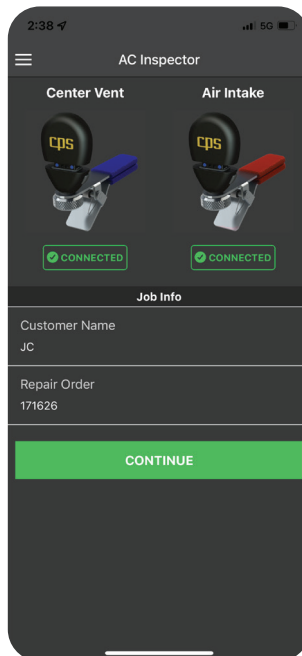 2:38
5G
AC Inspector
Center Vent
Air Intake
cps
cps
CONNECTED
CONNECTED
Job Info
Customer Name
JC
Repair Order
171626
CONTINUE